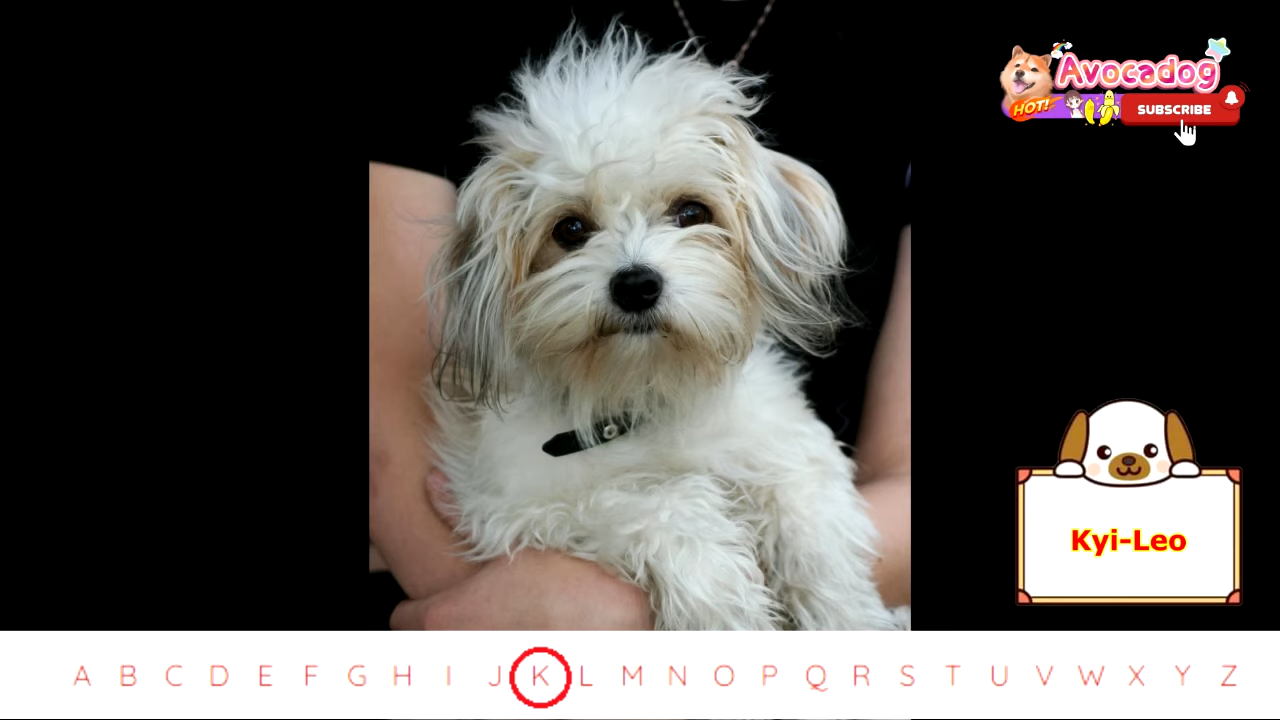 Avocadog
HOT!
SUBSCRIBE
Kyi-Leo
A B C D E F G H I J K L M N O P Q R S T U V W X Y Z